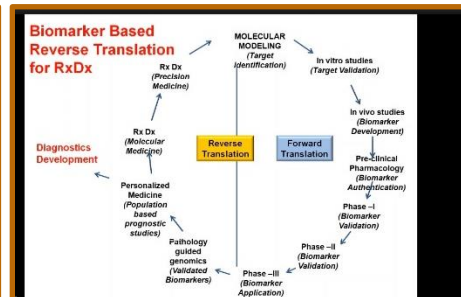 Biomarker Based
Reverse Translation
for RxDx
MOLECULAR
MODELING
(Target
Identification)
In vitro studies
(Target Validation)
In vivo studies
(Biomarker
Development)
Pre-clinical
Pharmacology
(Biomarker
Authentication)
Phase –I
(Biomarker
Validation)
Phase –II
(Biomarker
Validation)
Phase –III
(Biomarker
Application)
Pathology
guided
genomics
(Validated
Biomarkers)
Personalized
Medicine
(Population
based
prognostic
studies)
Rx Dx
(Molecular
Medicine)
Rx Dx
(Precision
Medicine)
Diagnostics
Development
Reverse
Translation
Forward
Translation